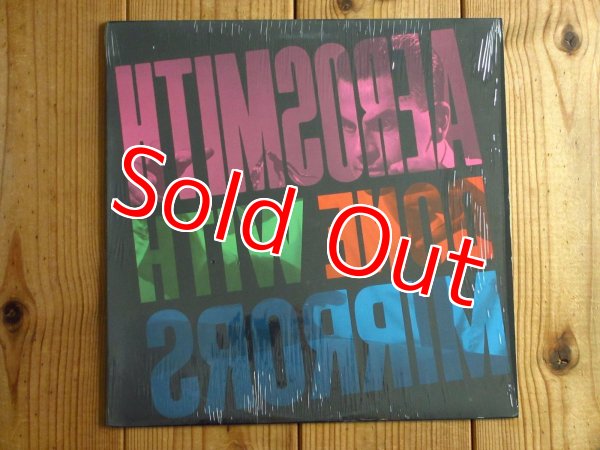 AEROSMITH
DONE WITH
MIRRORS
Sold Out